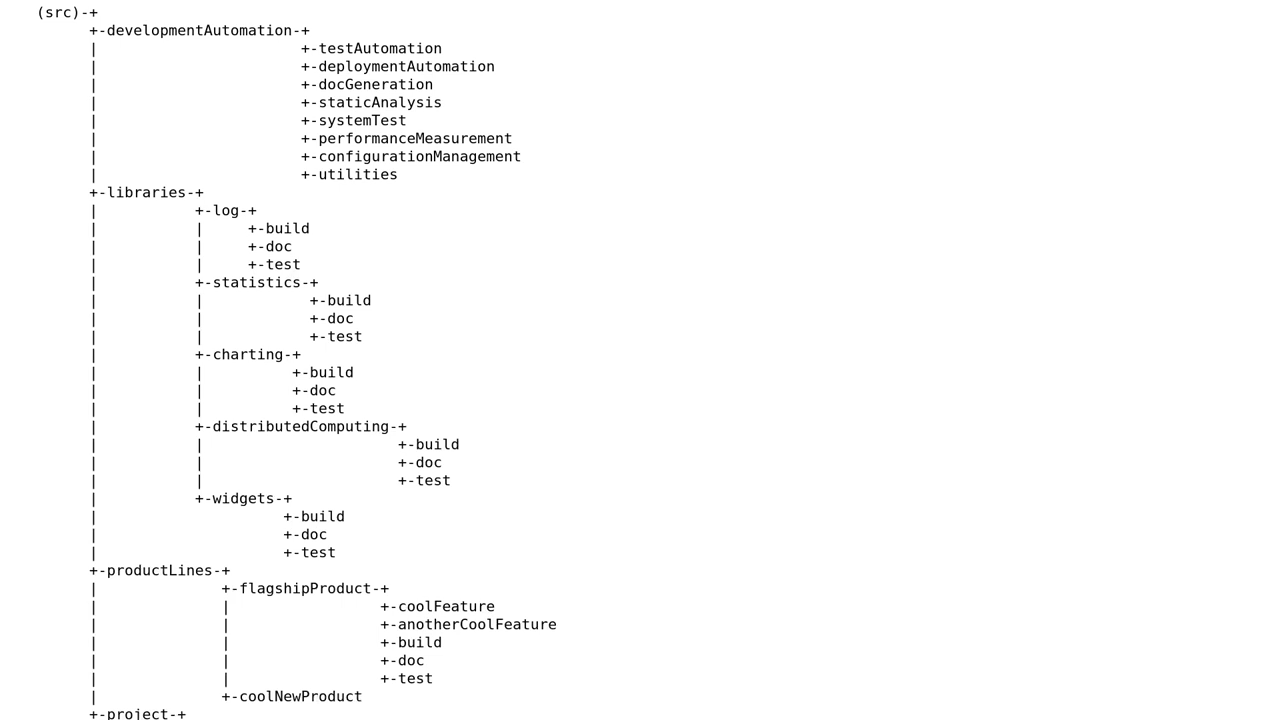 (src)-+
      +-developmentAutomation-+
      |                       +-testAutomation
      |                       +-deploymentAutomation
      |                       +-docGeneration
      |                       +-staticAnalysis
      |                       +-systemTest
      |                       +-performanceMeasurement
      |                       +-configurationManagement
      |                       +-utilities
      +-libraries-+
      |           +-log-+
      |           |     +-build
      |           |     +-doc
      |           |     +-test
      |           +-statistics-+
      |           |            +-build
      |           |            +-doc
      |           |            +-test
      |           +-charting-+
      |           |          +-build
      |           |          +-doc
      |           |          +-test
      |           +-distributedComputing-+
      |           |                      +-build
      |           |                      +-doc
      |           |                      +-test
      |           +-widgets-+
      |                     +-build
      |                     +-doc
      |                     +-test
      +-productLines-+
      |              +-flagshipProduct-+
      |              |                 +-coolFeature
      |              |                 +-anotherCoolFeature
      |              |                 +-build
      |              |                 +-doc
      |              |                 +-test
      |              +-coolNewProduct
      +-project-+